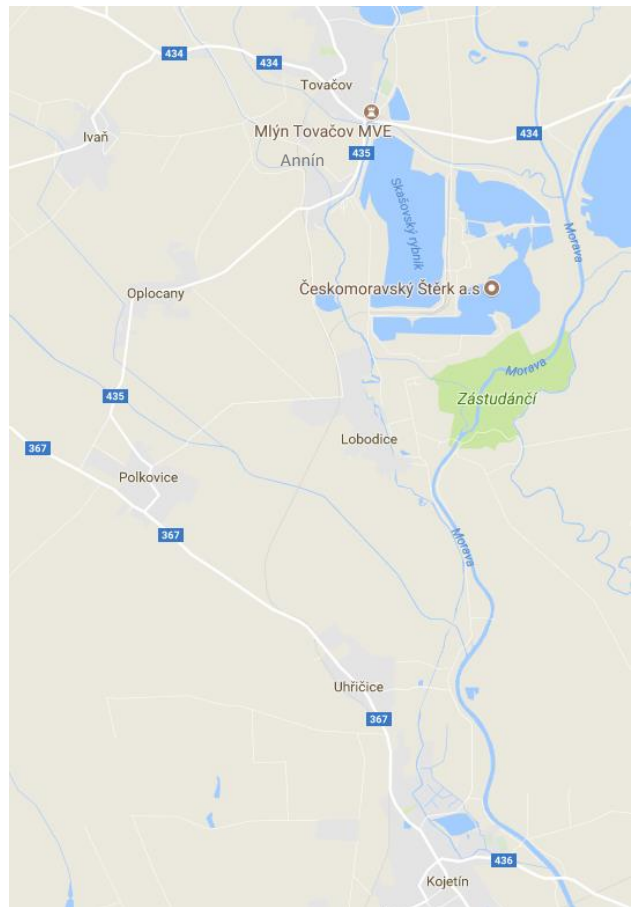 434
434
Tovačov
Mlýn Tovačov MVE
434
Ivaň
435
Annín
Skašovský rybník
Morava
Českomoravský Štěrk a.s
Oplocany
Morava
435
Zástudánčí
367
Lobodice
Polkovice
367
Morava
Uhřičice
367
436
Kojetín